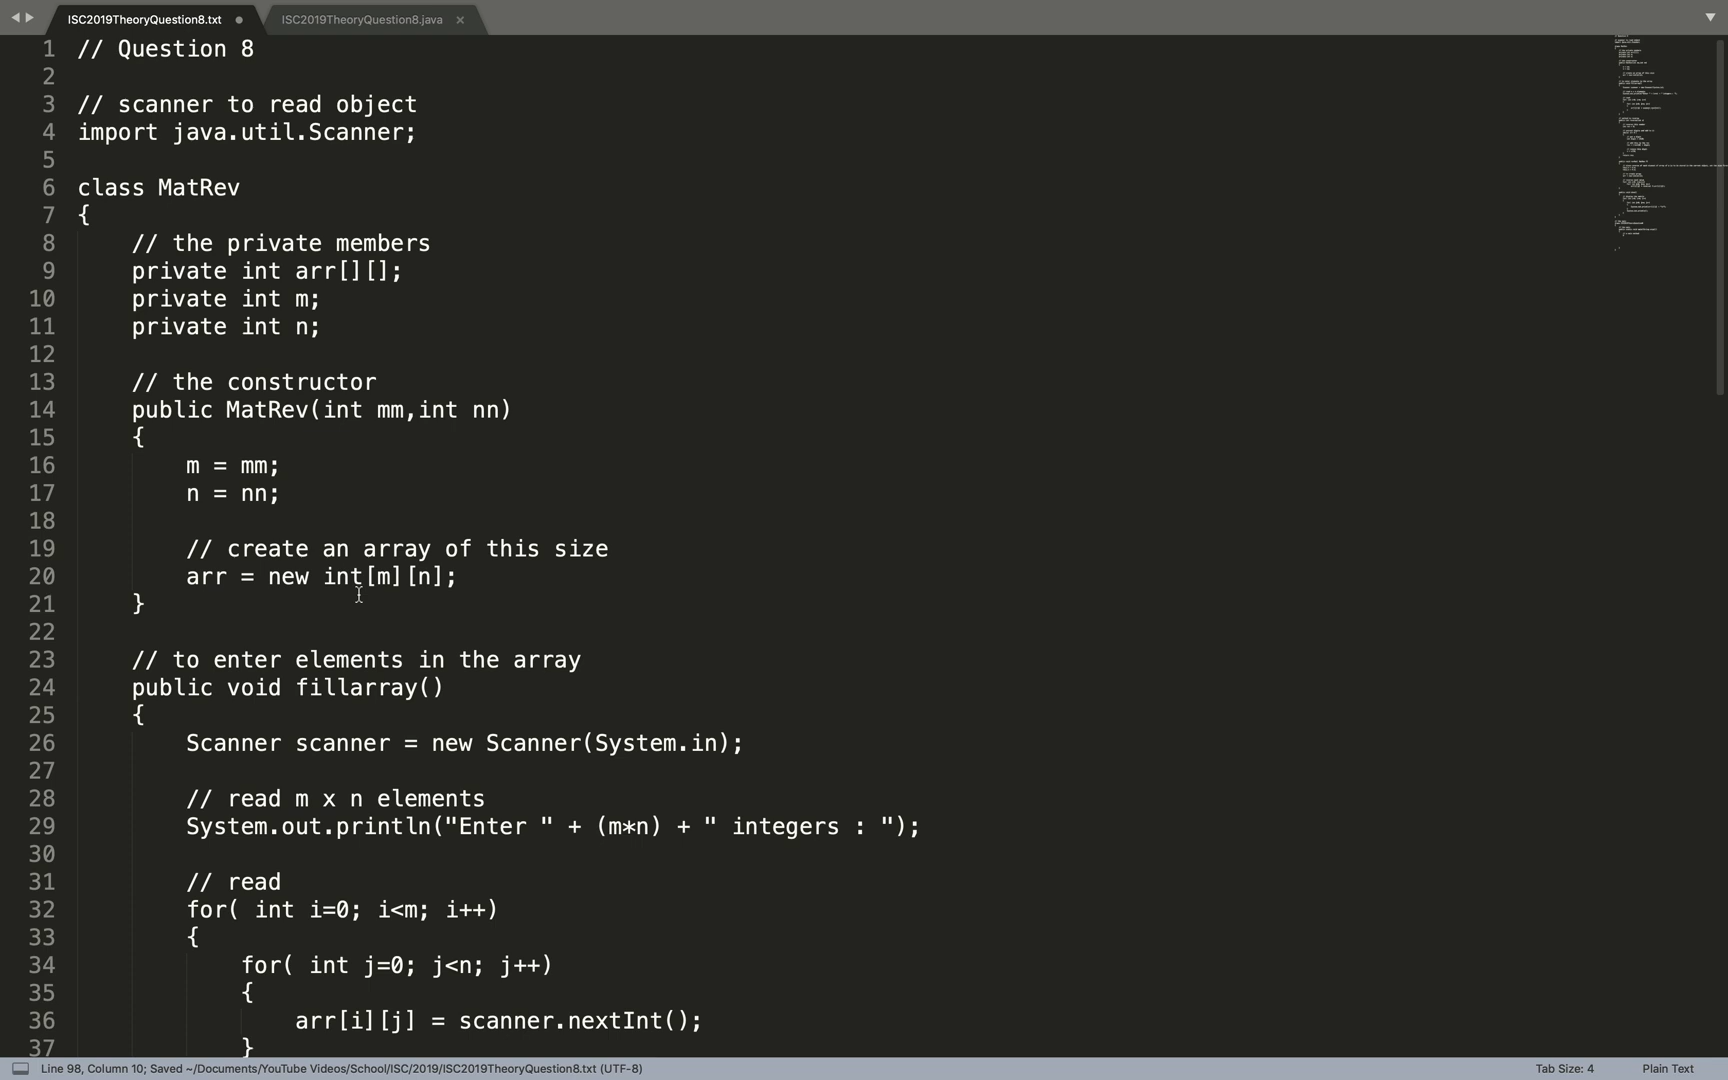 ISC2019TheoryQuestion8.txt ISC2019TheoryQuestion8.java
1 // Question 8
2
3 // scanner to read object
4 import java.util.Scanner;
5
6 class MatRev
7 {
8 // the private members
9 private int arr[][];
10 private int m;
11 private int n;
12
13 // the constructor
14 public MatRev(int mm,int nn)
15 {
16 m = mm;
17 n = nn;
18
19 // create an array of this size
20 arr = new int[m][n];
21 }
22
23 // to enter elements in the array
24 public void fillarray()
25 {
26 Scanner scanner = new Scanner(System.in);
27
28 // read m x n elements
29 System.out.println("Enter " + (m*n) + " integers : ");
30
31 // read
32 for( int i=0; i<m; i++)
33 {
34 for( int j=0; j<n; j++)
35 {
36 arr[i][j] = scanner.nextInt();
37 }
Line 98, Column 10; Saved ~/Documents/YouTube Videos/School/ISC/2019/ISC2019TheoryQuestion8.txt (UTF-8) Tab Size: 4 Plain Text